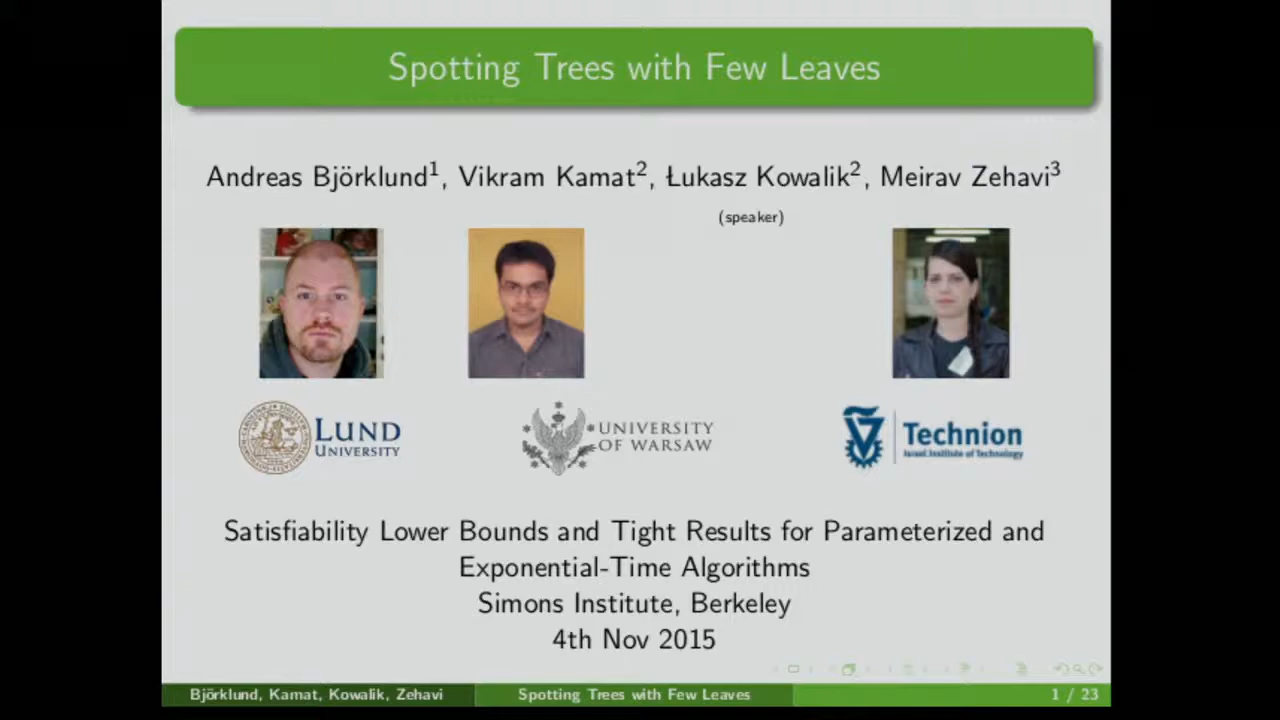 Spotting Trees with Few Leaves
Andreas Björklund¹, Vikram Kamat², Łukasz Kowalik², Meirav Zehavi³
(speaker)
LUND
UNIVERSITY
UNIVERSITY
OF WARSAW
Technion
Israel Institute of Technology
Satisfiability Lower Bounds and Tight Results for Parameterized and
Exponential-Time Algorithms
Simons Institute, Berkeley
4th Nov 2015
Björklund, Kamat, Kowalik, Zehavi
Spotting Trees with Few Leaves
1 / 23